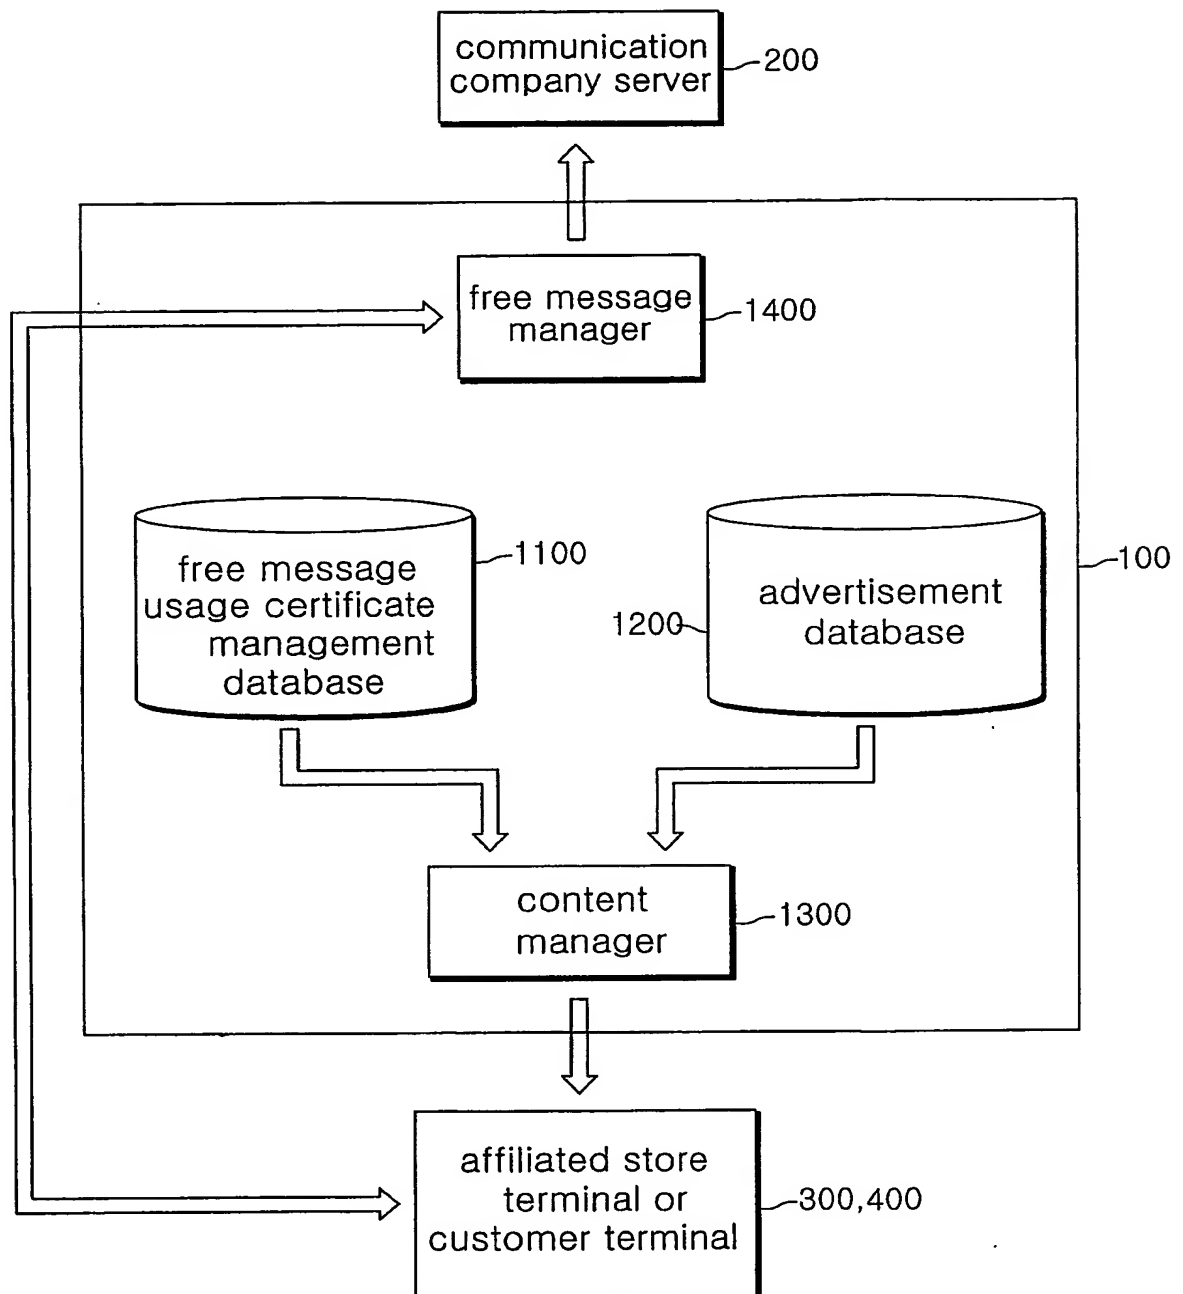 communication
company server
200
free message
manager
1400
free message
usage certificate
management
database
1100
advertisement
database
1200
100
content
manager
1300
affiliated store
terminal or
customer terminal
300,400